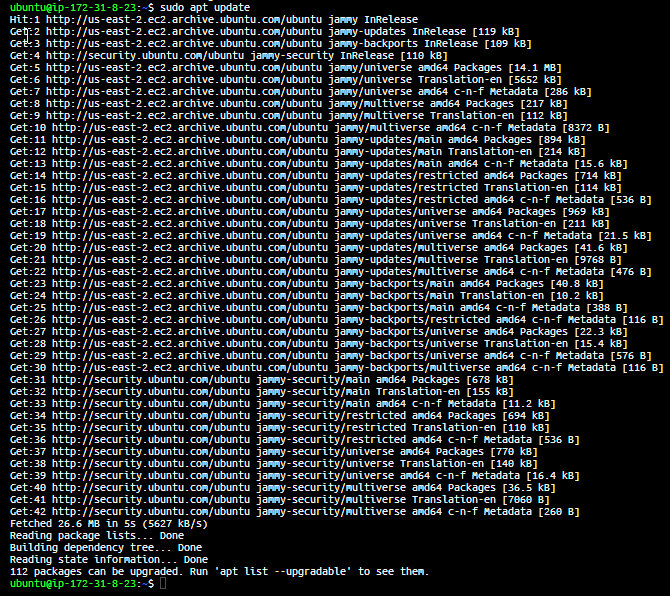 ubuntu@ip-172-31-8-23:~$ sudo apt update
Hit:1 http://us-east-2.ec2.archive.ubuntu.com/ubuntu jammy InRelease
Get:2 http://us-east-2.ec2.archive.ubuntu.com/ubuntu jammy-updates InRelease [119 kB]
Get:3 http://us-east-2.ec2.archive.ubuntu.com/ubuntu jammy-backports InRelease [109 kB]
Get:4 http://security.ubuntu.com/ubuntu jammy-security InRelease [110 kB]
Get:5 http://us-east-2.ec2.archive.ubuntu.com/ubuntu jammy/universe amd64 Packages [14.1 MB]
Get:6 http://us-east-2.ec2.archive.ubuntu.com/ubuntu jammy/universe Translation-en [5652 kB]
Get:7 http://us-east-2.ec2.archive.ubuntu.com/ubuntu jammy/universe amd64 c-n-f Metadata [286 kB]
Get:8 http://us-east-2.ec2.archive.ubuntu.com/ubuntu jammy/multiverse amd64 Packages [217 kB]
Get:9 http://us-east-2.ec2.archive.ubuntu.com/ubuntu jammy/multiverse Translation-en [112 kB]
Get:10 http://us-east-2.ec2.archive.ubuntu.com/ubuntu jammy/multiverse amd64 c-n-f Metadata [8372 B]
Get:11 http://us-east-2.ec2.archive.ubuntu.com/ubuntu jammy-updates/main amd64 Packages [894 kB]
Get:12 http://us-east-2.ec2.archive.ubuntu.com/ubuntu jammy-updates/main Translation-en [214 kB]
Get:13 http://us-east-2.ec2.archive.ubuntu.com/ubuntu jammy-updates/main amd64 c-n-f Metadata [15.6 kB]
Get:14 http://us-east-2.ec2.archive.ubuntu.com/ubuntu jammy-updates/restricted amd64 Packages [714 kB]
Get:15 http://us-east-2.ec2.archive.ubuntu.com/ubuntu jammy-updates/restricted Translation-en [114 kB]
Get:16 http://us-east-2.ec2.archive.ubuntu.com/ubuntu jammy-updates/restricted amd64 c-n-f Metadata [536 B]
Get:17 http://us-east-2.ec2.archive.ubuntu.com/ubuntu jammy-updates/universe amd64 Packages [969 kB]
Get:18 http://us-east-2.ec2.archive.ubuntu.com/ubuntu jammy-updates/universe Translation-en [211 kB]
Get:19 http://us-east-2.ec2.archive.ubuntu.com/ubuntu jammy-updates/universe amd64 c-n-f Metadata [21.5 kB]
Get:20 http://us-east-2.ec2.archive.ubuntu.com/ubuntu jammy-updates/multiverse amd64 Packages [41.6 kB]
Get:21 http://us-east-2.ec2.archive.ubuntu.com/ubuntu jammy-updates/multiverse Translation-en [9768 B]
Get:22 http://us-east-2.ec2.archive.ubuntu.com/ubuntu jammy-updates/multiverse amd64 c-n-f Metadata [476 B]
Get:23 http://us-east-2.ec2.archive.ubuntu.com/ubuntu jammy-backports/main amd64 Packages [40.8 kB]
Get:24 http://us-east-2.ec2.archive.ubuntu.com/ubuntu jammy-backports/main Translation-en [10.2 kB]
Get:25 http://us-east-2.ec2.archive.ubuntu.com/ubuntu jammy-backports/main amd64 c-n-f Metadata [388 B]
Get:26 http://us-east-2.ec2.archive.ubuntu.com/ubuntu jammy-backports/restricted amd64 c-n-f Metadata [116 B]
Get:27 http://us-east-2.ec2.archive.ubuntu.com/ubuntu jammy-backports/universe amd64 Packages [22.3 kB]
Get:28 http://us-east-2.ec2.archive.ubuntu.com/ubuntu jammy-backports/universe Translation-en [15.4 kB]
Get:29 http://us-east-2.ec2.archive.ubuntu.com/ubuntu jammy-backports/universe amd64 c-n-f Metadata [576 B]
Get:30 http://us-east-2.ec2.archive.ubuntu.com/ubuntu jammy-backports/multiverse amd64 c-n-f Metadata [116 B]
Get:31 http://security.ubuntu.com/ubuntu jammy-security/main amd64 Packages [678 kB]
Get:32 http://security.ubuntu.com/ubuntu jammy-security/main Translation-en [155 kB]
Get:33 http://security.ubuntu.com/ubuntu jammy-security/main amd64 c-n-f Metadata [11.2 kB]
Get:34 http://security.ubuntu.com/ubuntu jammy-security/restricted amd64 Packages [694 kB]
Get:35 http://security.ubuntu.com/ubuntu jammy-security/restricted Translation-en [110 kB]
Get:36 http://security.ubuntu.com/ubuntu jammy-security/restricted amd64 c-n-f Metadata [536 B]
Get:37 http://security.ubuntu.com/ubuntu jammy-security/universe amd64 Packages [770 kB]
Get:38 http://security.ubuntu.com/ubuntu jammy-security/universe Translation-en [140 kB]
Get:39 http://security.ubuntu.com/ubuntu jammy-security/universe amd64 c-n-f Metadata [16.4 kB]
Get:40 http://security.ubuntu.com/ubuntu jammy-security/multiverse amd64 Packages [36.5 kB]
Get:41 http://security.ubuntu.com/ubuntu jammy-security/multiverse Translation-en [7060 B]
Get:42 http://security.ubuntu.com/ubuntu jammy-security/multiverse amd64 c-n-f Metadata [260 B]
Fetched 26.6 MB in 5s (5627 kB/s)
Reading package lists... Done
Building dependency tree... Done
Reading state information... Done
112 packages can be upgraded. Run 'apt list --upgradable' to see them.
ubuntu@ip-172-31-8-23:~$